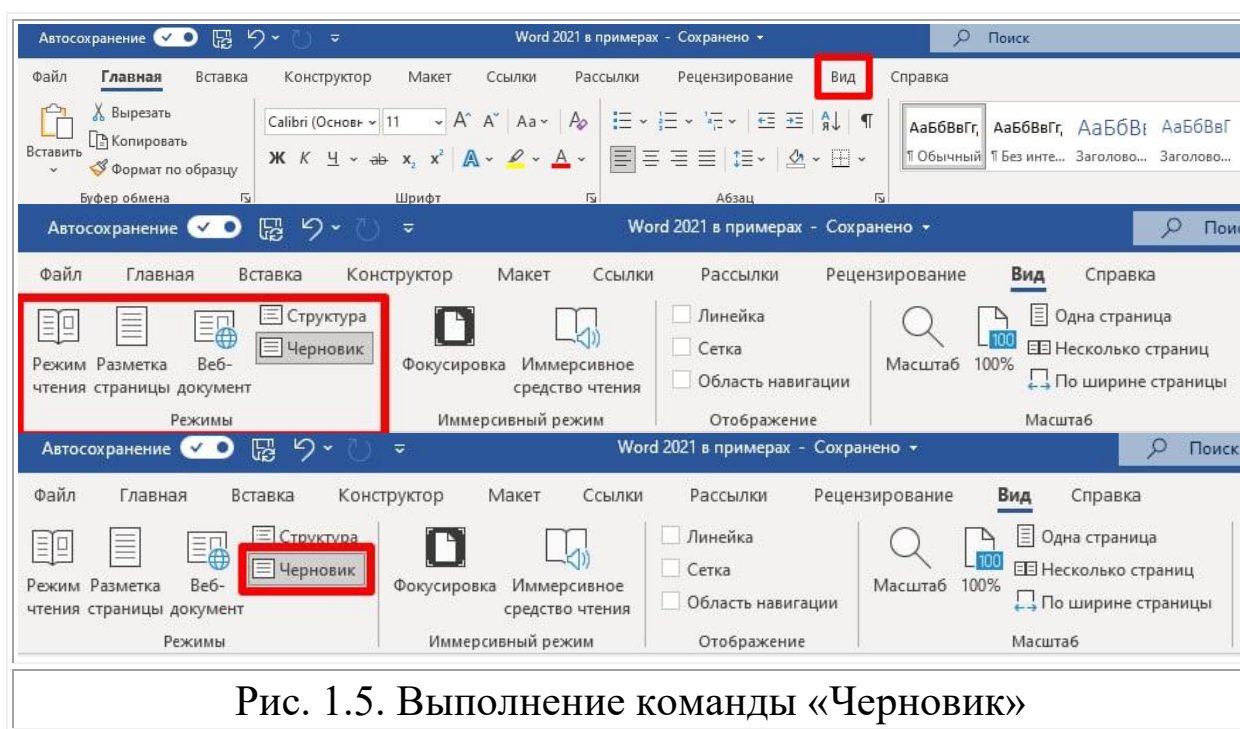 Автосохранение Word 2021 в примерах - Сохранено Поиск
Файл Главная Вставка Конструктор Макет Ссылки Рассылки Рецензирование Вид Справка
Вставить Вырезать Копировать Формат по образцу
Calibri (Основн 11 А^ А˅ Аа А
Ж К Ч ab x₂ x² А А
АаБбВвГг, АаБбВвГг, АаБбВв АаБбВвГ
¶ Обычный ¶ Без инте... Заголово... Заголово...
Буфер обмена Шрифт Абзац
Автосохранение Word 2021 в примерах - Сохранено
Файл Главная Вставка Конструктор Макет Ссылки Рассылки Рецензирование Вид Справка
Структура Линейка Одна страница
Черновик Сетка Несколько страниц
Режим Разметка Веб- Фокусировка Иммерсивное Масштаб 100%
чтения страницы документ средство чтения Область навигации По ширине страницы
Режимы Иммерсивный режим Отображение Масштаб
Автосохранение Word 2021 в примерах - Сохранено Поиск
Файл Главная Вставка Конструктор Макет Ссылки Рассылки Рецензирование Вид Справка
Структура Линейка Одна страница
Черновик Сетка Несколько страниц
Режим Разметка Веб- Фокусировка Иммерсивное Масштаб 100%
чтения страницы документ средство чтения Область навигации По ширине страницы
Режимы Иммерсивный режим Отображение Масштаб
Рис. 1.5. Выполнение команды «Черновик»